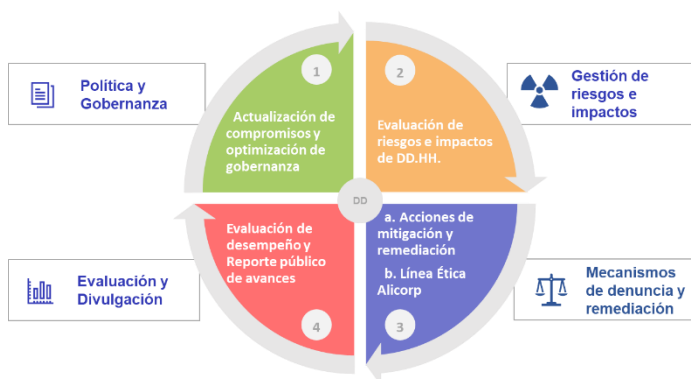 Política y
Gobernanza
1
Actualización de
compromisos y
optimización de
gobernanza
2
Evaluación de
riesgos e impactos
de DD.HH.
Gestión de
riesgos e
impactos
DD
Evaluación y
Divulgación
Evaluación de
desempeño y
Reporte público
de avances
4
a. Acciones de
mitigación y
remediación
b. Línea Ética
Alicorp
3
Mecanismos
de denuncia y
remediación